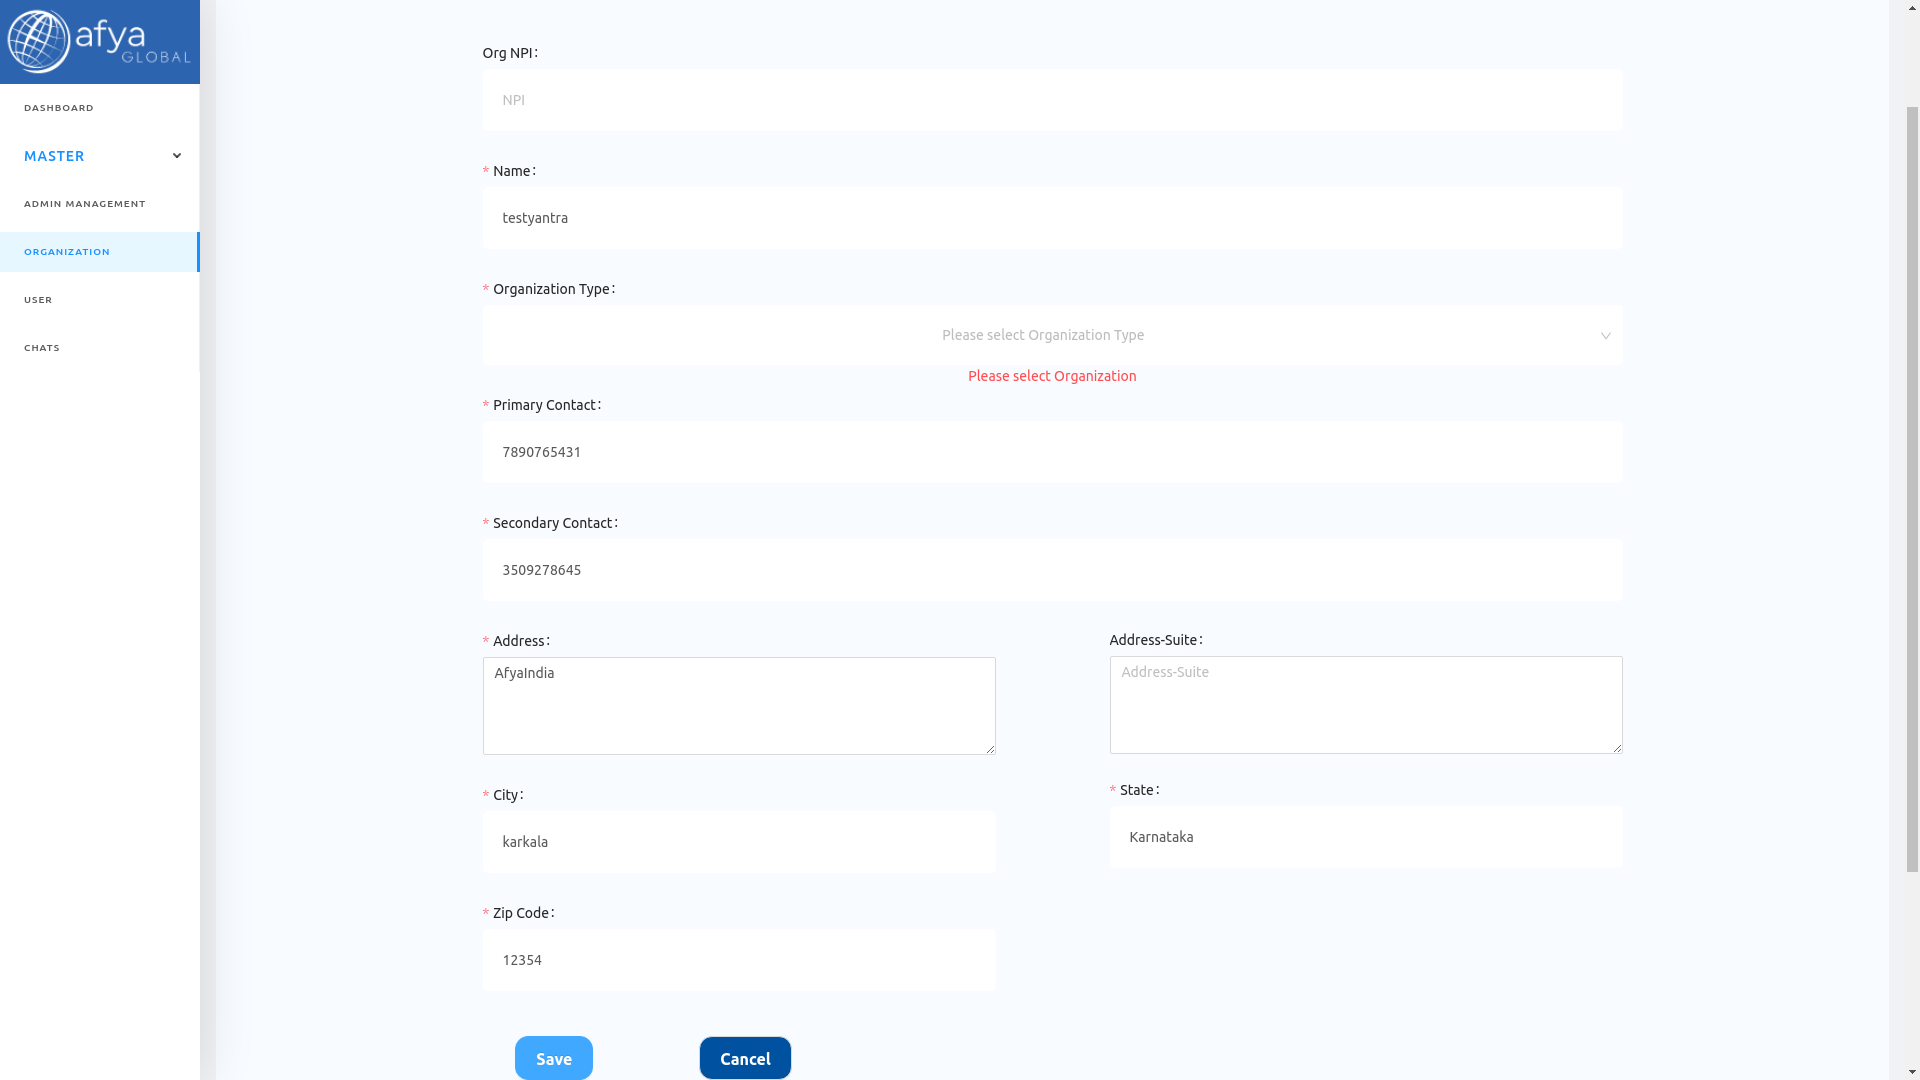 afya
GLOBAL
DASHBOARD
MASTER
ADMIN MANAGEMENT
ORGANIZATION
USER
CHATS
Org NPI:
NPI
* Name:
testyantra
* Organization Type:
Please select Organization Type
Please select Organization
* Primary Contact:
7890765431
* Secondary Contact:
3509278645
* Address:
AfyaIndia
Address-Suite:
Address-Suite
* City:
karkala
* State:
Karnataka
* Zip Code:
12354
Save
Cancel